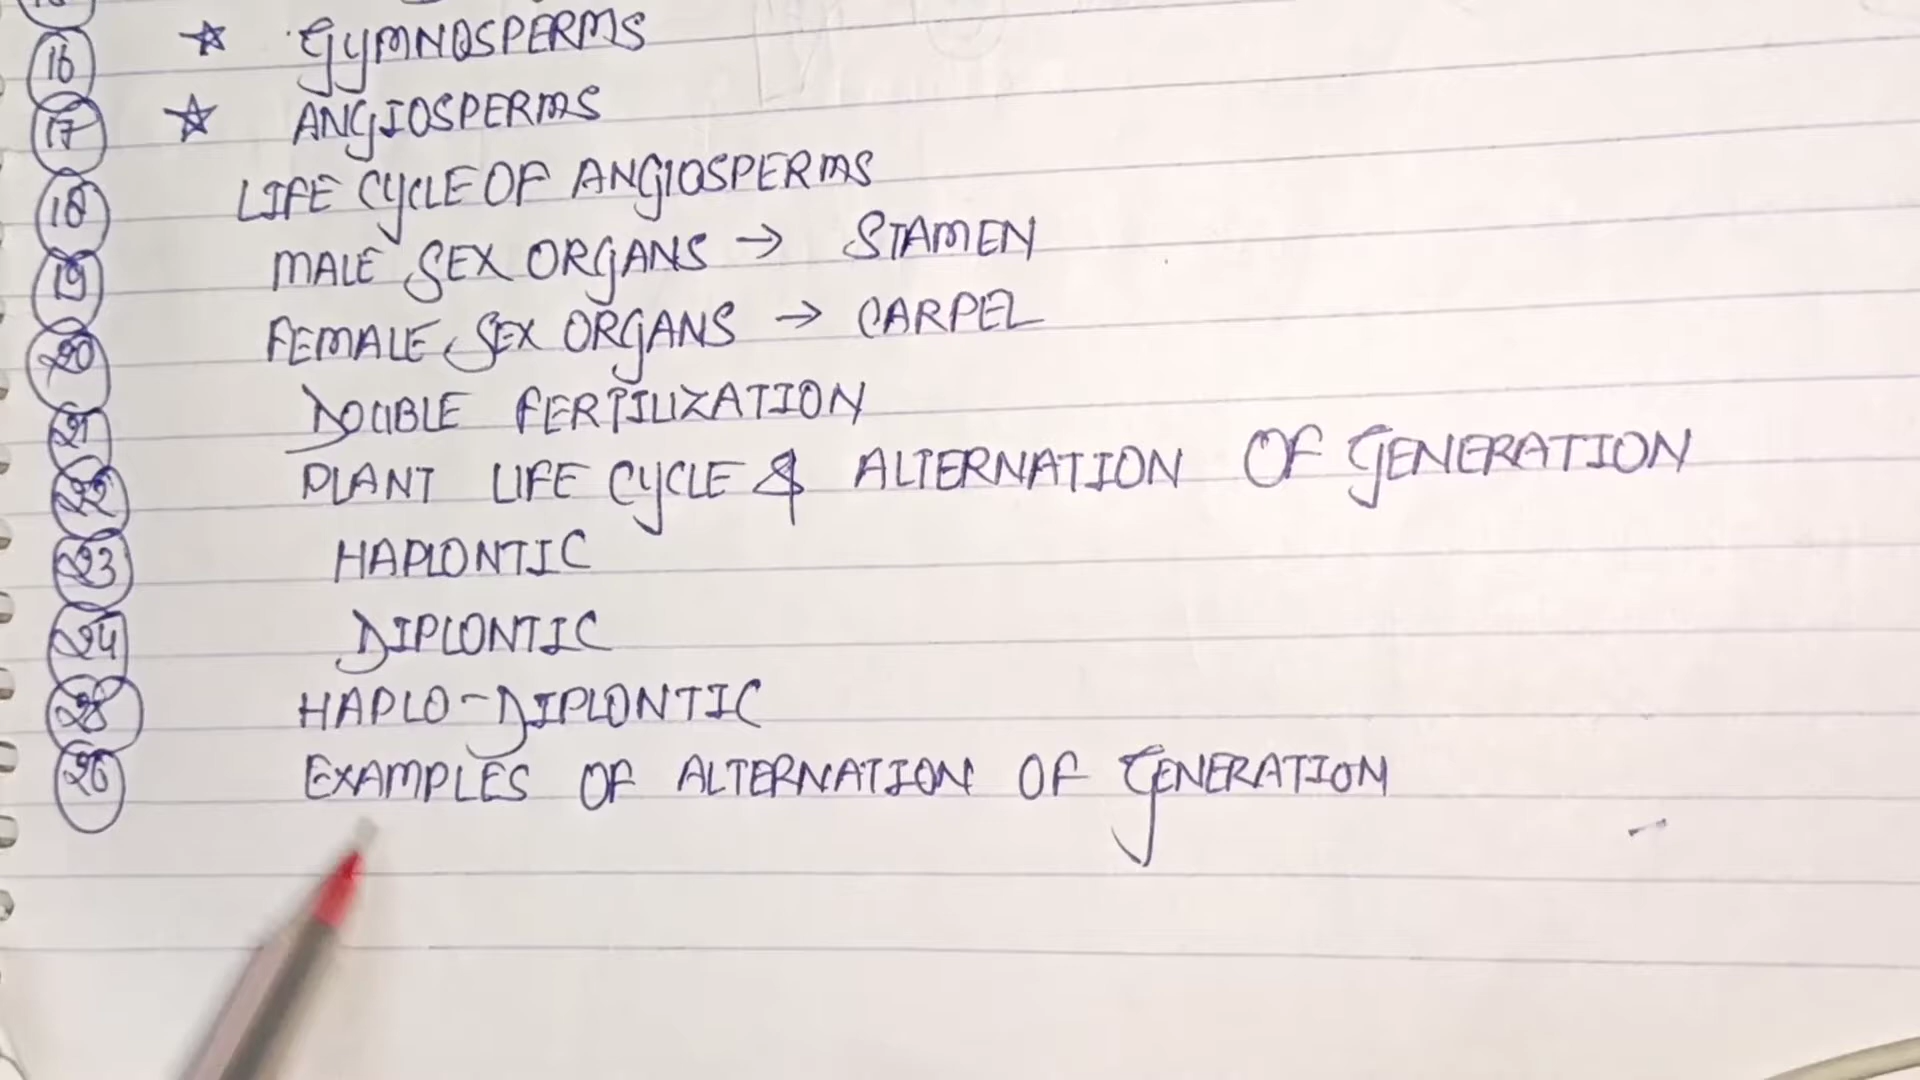 16 ☆ GYMNOSPERMS
17 ☆ ANGIOSPERMS
18 LIFE CYCLE OF ANGIOSPERMS
19 MALE SEX ORGANS → STAMEN
20 FEMALE SEX ORGANS → CARPEL
21 DOUBLE FERTILIZATION
22 PLANT LIFE CYCLE & ALTERNATION OF GENERATION
23 HAPLONTIC
24 DIPLONTIC
25 HAPLO-DIPLONTIC
26 EXAMPLES OF ALTERNATION OF GENERATION